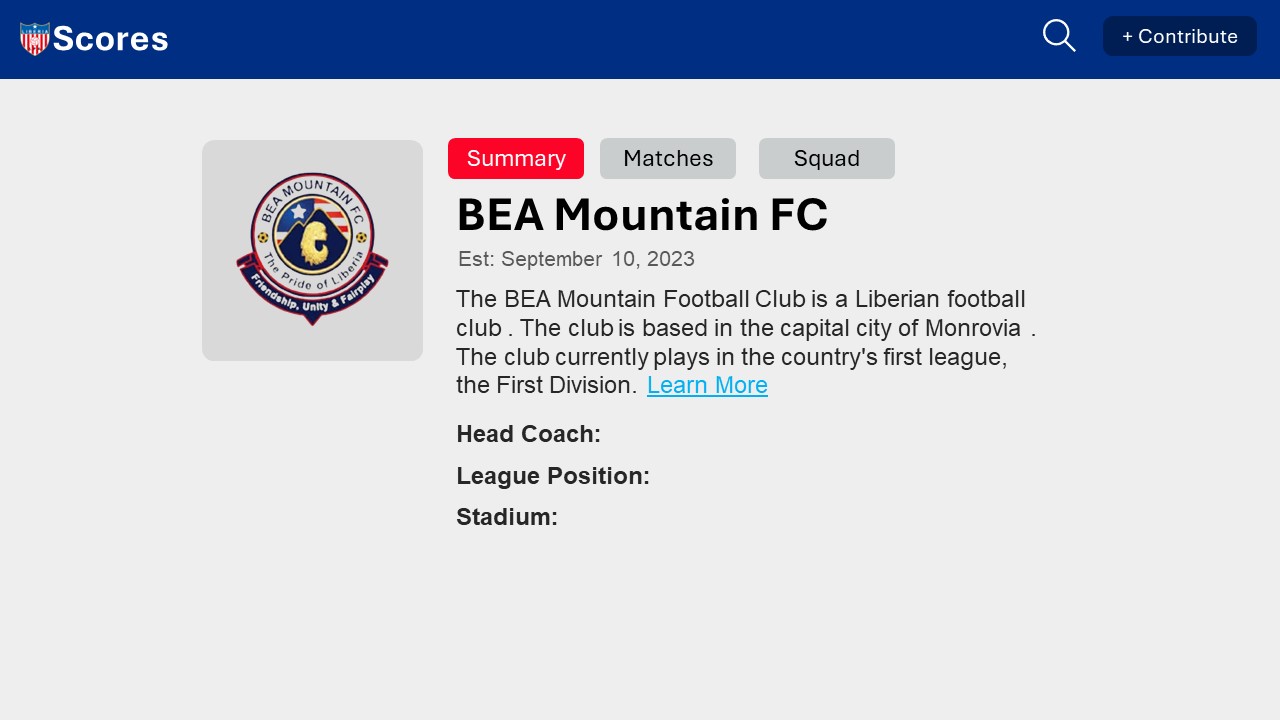 LIBERIA
Scores
+ Contribute
Summary
Matches
Squad
BEA MOUNTAIN FC
The Pride of Liberia
Friendship, Unity & Fairplay
BEA Mountain FC
Est: September 10, 2023
The BEA Mountain Football Club is a Liberian football
club . The club is based in the capital city of Monrovia .
The club currently plays in the country's first league,
the First Division. Learn More
Head Coach:
League Position:
Stadium: